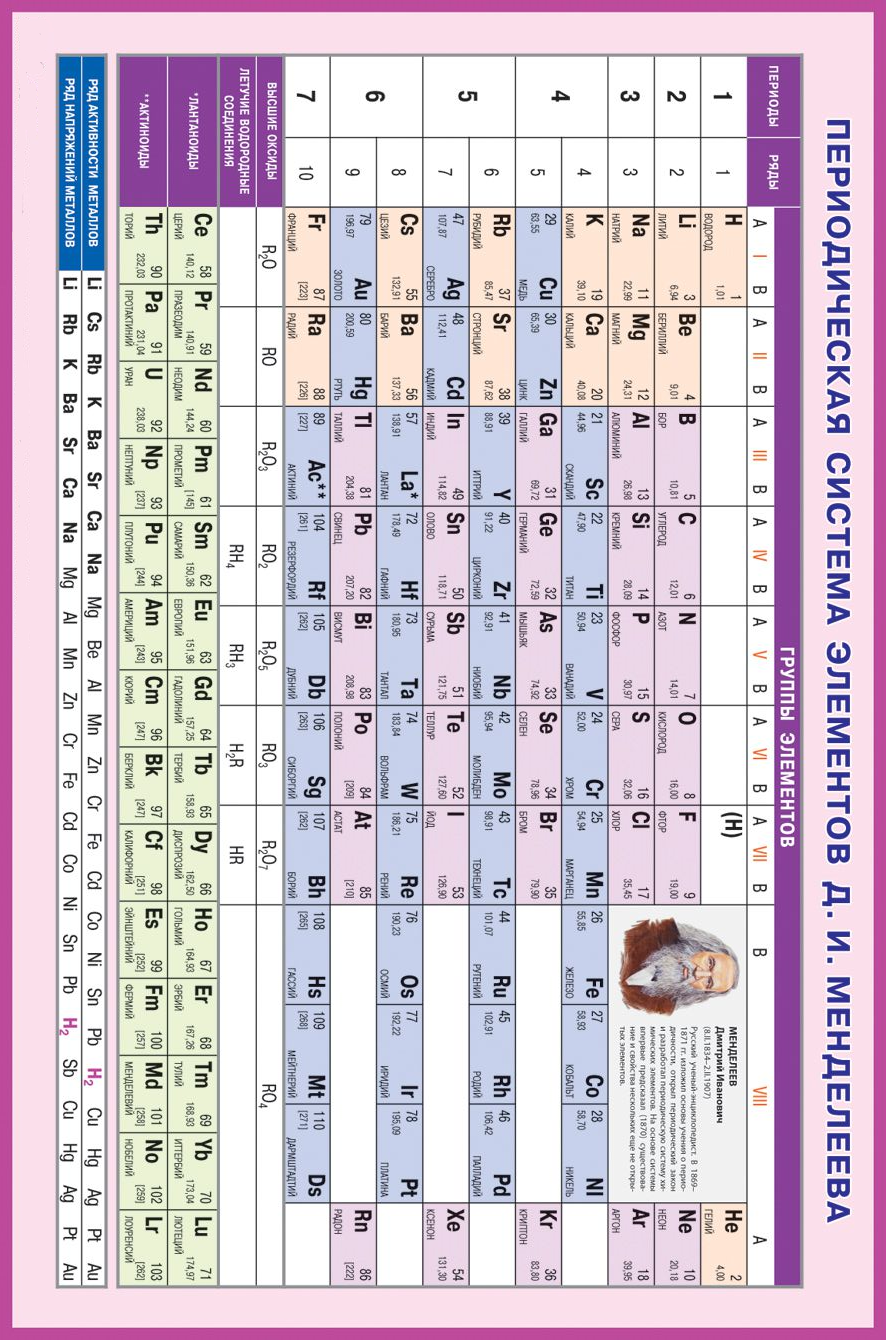 ПЕРИОДИЧЕСКАЯ СИСТЕМА ЭЛЕМЕНТОВ Д. И. МЕНДЕЛЕЕВА
ПЕРИОДЫ РЯДЫ ГРУППЫ ЭЛЕМЕНТОВ
A I B A II B A III B A IV B A V B A VI B A VII B B VIII A
1 1 H 1 1,01 ВОДОРОД (H) He 2 4,00 ГЕЛИЙ
2 2 Li 3 6,94 ЛИТИЙ Be 4 9,01 БЕРИЛЛИЙ B 5 10,81 БОР C 6 12,01 УГЛЕРОД N 7 14,01 АЗОТ O 8 16,00 КИСЛОРОД F 9 19,00 ФТОР Ne 10 20,18 НЕОН
3 3 Na 11 22,99 НАТРИЙ Mg 12 24,31 МАГНИЙ Al 13 26,98 АЛЮМИНИЙ Si 14 28,09 КРЕМНИЙ P 15 30,97 ФОСФОР S 16 32,06 СЕРА Cl 17 35,45 ХЛОР Ar 18 39,95 АРГОН
МЕНДЕЛЕЕВ
Дмитрий Иванович
(8.II.1834–2.II.1907)
Русский ученый-энциклопедист. В 1869–
1871 гг. изложил основы учения о перио-
дичности, открыл периодический закон
и разработал периодическую систему хи-
мических элементов. На основе системы
впервые предсказал (1870) существова-
ние и свойства нескольких еще не откры-
тых элементов.
4 4 K 19 39,10 КАЛИЙ Ca 20 40,08 КАЛЬЦИЙ 21 Sc 44,96 СКАНДИЙ 22 Ti 47,90 ТИТАН 23 V 50,94 ВАНАДИЙ 24 Cr 52,00 ХРОМ 25 Mn 54,94 МАРГАНЕЦ 26 Fe 55,85 ЖЕЛЕЗО 27 Co 58,93 КОБАЛЬТ 28 NI 58,70 НИКЕЛЬ
5 29 Cu 63,55 МЕДЬ 30 Zn 65,39 ЦИНК Ga 31 69,72 ГАЛЛИЙ Ge 32 72,59 ГЕРМАНИЙ As 33 74,92 МЫШЬЯК Se 34 78,96 СЕЛЕН Br 35 79,90 БРОМ Kr 36 83,80 КРИПТОН
5 6 Rb 37 85,47 РУБИДИЙ Sr 38 87,62 СТРОНЦИЙ 39 Y 88,91 ИТТРИЙ 40 Zr 91,22 ЦИРКОНИЙ 41 Nb 92,91 НИОБИЙ 42 Mo 95,94 МОЛИБДЕН 43 Tc 98,91 ТЕХНЕЦИЙ 44 Ru 101,07 РУТЕНИЙ 45 Rh 102,91 РОДИЙ 46 Pd 106,42 ПАЛЛАДИЙ
7 47 Ag 107,87 СЕРЕБРО 48 Cd 112,41 КАДМИЙ In 49 114,82 ИНДИЙ Sn 50 118,71 ОЛОВО Sb 51 121,75 СУРЬМА Te 52 127,60 ТЕЛЛУР I 53 126,90 ЙОД Xe 54 131,30 КСЕНОН
6 8 Cs 55 132,91 ЦЕЗИЙ Ba 56 137,33 БАРИЙ 57 La* 138,91 ЛАНТАН 72 Hf 178,49 ГАФНИЙ 73 Ta 180,95 ТАНТАЛ 74 W 183,84 ВОЛЬФРАМ 75 Re 186,21 РЕНИЙ 76 Os 190,23 ОСМИЙ 77 Ir 192,22 ИРИДИЙ 78 Pt 195,09 ПЛАТИНА
9 79 Au 196,97 ЗОЛОТО 80 Hg 200,59 РТУТЬ Tl 81 204,38 ТАЛЛИЙ Pb 82 207,20 СВИНЕЦ Bi 83 208,98 ВИСМУТ Po 84 [209] ПОЛОНИЙ At 85 [210] АСТАТ Rn 86 [222] РАДОН
7 10 Fr 87 [223] ФРАНЦИЙ Ra 88 [226] РАДИЙ 89 Ac** [227] АКТИНИЙ 104 Rf [261] РЕЗЕРФОРДИЙ 105 Db [262] ДУБНИЙ 106 Sg [263] СИБОРГИЙ 107 Bh [262] БОРИЙ 108 Hs [265] ГАССИЙ 109 Mt [268] МЕЙТНЕРИЙ 110 Ds [271] ДАРМШТАДТИЙ
ВЫСШИЕ ОКСИДЫ R₂O RO R₂O₃ RO₂ R₂O₅ RO₃ R₂O₇ RO₄
ЛЕТУЧИЕ ВОДОРОДНЫЕ
СОЕДИНЕНИЯ RH₄ RH₃ H₂R HR
*ЛАНТАНОИДЫ Ce 58 140,12 ЦЕРИЙ Pr 59 140,91 ПРАЗЕОДИМ Nd 60 144,24 НЕОДИМ Pm 61 [145] ПРОМЕТИЙ Sm 62 150,36 САМАРИЙ Eu 63 151,96 ЕВРОПИЙ Gd 64 157,25 ГАДОЛИНИЙ Tb 65 158,93 ТЕРБИЙ Dy 66 162,50 ДИСПРОЗИЙ Ho 67 164,93 ГОЛЬМИЙ Er 68 167,26 ЭРБИЙ Tm 69 168,93 ТУЛИЙ Yb 70 173,04 ИТТЕРБИЙ Lu 71 174,97 ЛЮТЕЦИЙ
**АКТИНОИДЫ Th 90 232,03 ТОРИЙ Pa 91 231,04 ПРОТАКТИНИЙ U 92 238,03 УРАН Np 93 [237] НЕПТУНИЙ Pu 94 [244] ПЛУТОНИЙ Am 95 [243] АМЕРИЦИЙ Cm 96 [247] КЮРИЙ Bk 97 [247] БЕРКЛИЙ Cf 98 [251] КАЛИФОРНИЙ Es 99 [252] ЭЙНШТЕЙНИЙ Fm 100 [257] ФЕРМИЙ Md 101 [258] МЕНДЕЛЕВИЙ No 102 [259] НОБЕЛИЙ Lr 103 [262] ЛОУРЕНСИЙ
РЯД АКТИВНОСТИ МЕТАЛЛОВ Li Cs Rb K Ba Sr Ca Na Mg Be Al Mn Zn Cr Fe Cd Co Ni Sn Pb H₂ Cu Hg Ag Pt Au
РЯД НАПРЯЖЕНИЙ МЕТАЛЛОВ Li Rb K Ba Sr Ca Na Mg Al Mn Zn Cr Fe Cd Co Ni Sn Pb H₂ Sb Cu Hg Ag Pt Au